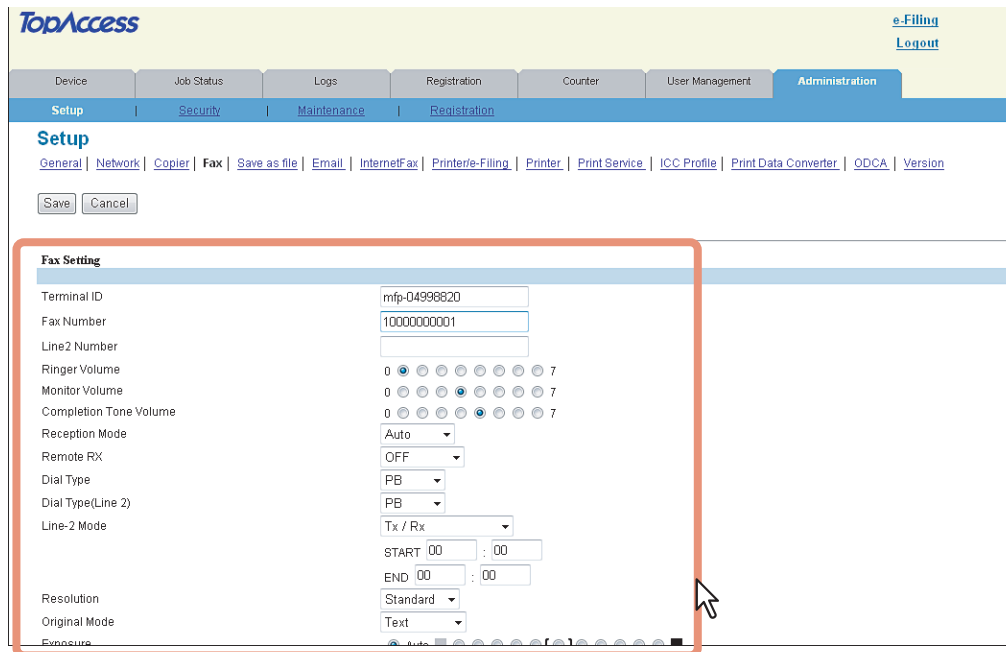 TopAccess
e-Filing
Logout
Device Job Status Logs Registration Counter User Management Administration
Setup | Security | Maintenance | Registration
Setup
General | Network | Copier | Fax | Save as file | Email | InternetFax | Printer/e-Filing | Printer | Print Service | ICC Profile | Print Data Converter | ODCA | Version
Save Cancel
Fax Setting
Terminal ID mfp-04998820
Fax Number 10000000001
Line2 Number
Ringer Volume 0 7
Monitor Volume 0 7
Completion Tone Volume 0 7
Reception Mode Auto
Remote RX OFF
Dial Type PB
Dial Type(Line 2) PB
Line-2 Mode Tx / Rx
START 00 : 00
END 00 : 00
Resolution Standard
Original Mode Text
Exposure Auto